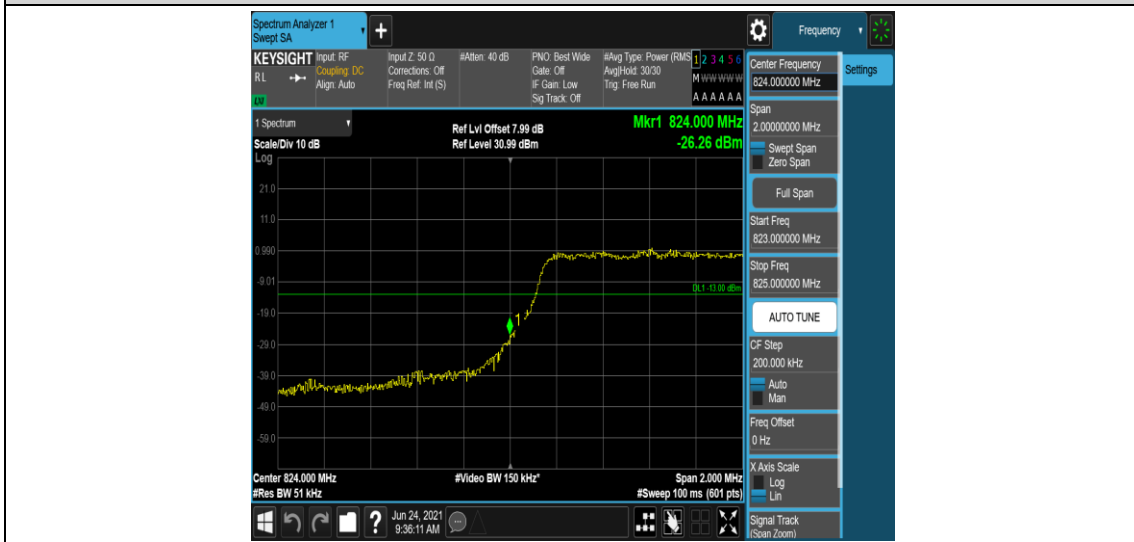 Spectrum Analyzer 1
Swept SA
+
Frequency
KEYSIGHT
RL
LXI
Input: RF
Coupling: DC
Align: Auto
Input Z: 50 Ω
Corrections: Off
Freq Ref: Int (S)
#Atten: 40 dB
PNO: Best Wide
Gate: Off
IF Gain: Low
Sig Track: Off
#Avg Type: Power (RMS
Avg|Hold: 30/30
Trig: Free Run
1 2 3 4 5 6
M W W W W W
A A A A A A
1 Spectrum
Scale/Div 10 dB
Log
Ref Lvl Offset 7.99 dB
Ref Level 30.99 dBm
Mkr1 824.000 MHz
-26.26 dBm
21.0
11.0
0.990
-9.01
DL1 -13.00 dBm
-19.0
1
-29.0
-39.0
-49.0
-59.0
Center 824.000 MHz
#Res BW 51 kHz
#Video BW 150 kHz*
Span 2.000 MHz
#Sweep 100 ms (601 pts)
?
Jun 24, 2021
9:36:11 AM
Center Frequency
824.000000 MHz
Settings
Span
2.00000000 MHz
Swept Span
Zero Span
Full Span
Start Freq
823.000000 MHz
Stop Freq
825.000000 MHz
AUTO TUNE
CF Step
200.000 kHz
Auto
Man
Freq Offset
0 Hz
X Axis Scale
Log
Lin
Signal Track
(Span Zoom)